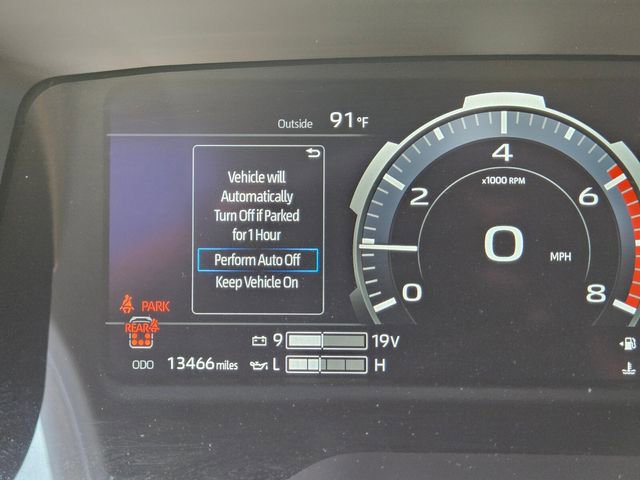 Outside 91°F
Vehicle will
Automatically
Turn Off if Parked
for 1 Hour
Perform Auto Off
Keep Vehicle On
PARK
REAR
ODO 13466 miles
9 19V
L H
4
x1000 RPM
2 6
0 MPH
0 8